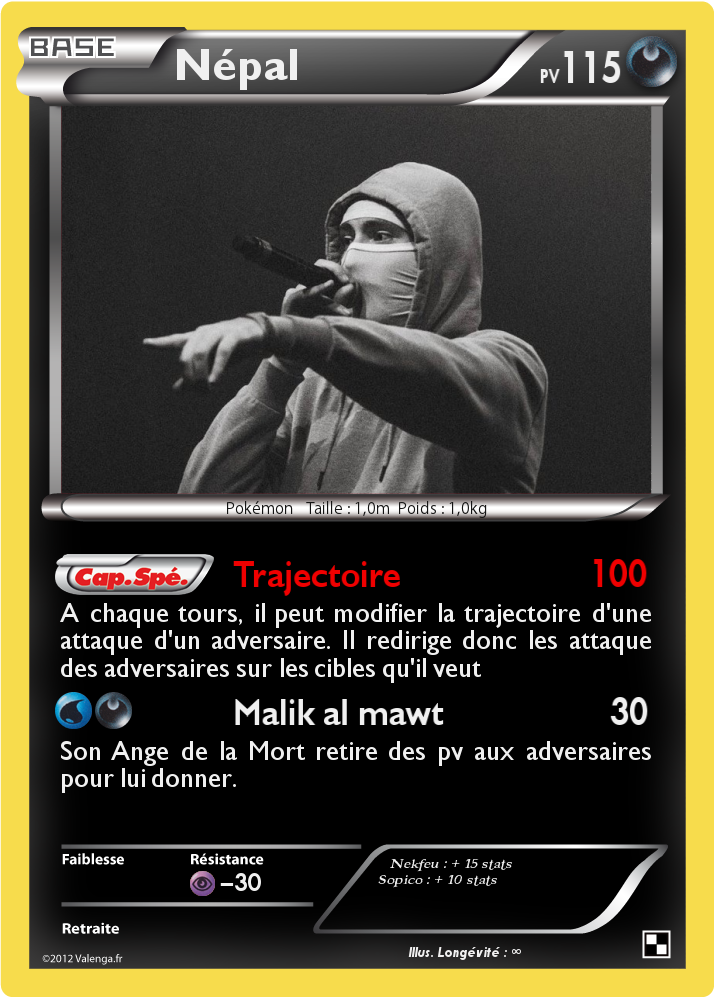 BASE
Népal
PV115
Pokémon Taille : 1,0m Poids : 1,0kg
Cap.Spé. Trajectoire 100
A chaque tours, il peut modifier la trajectoire d'une
attaque d'un adversaire. Il redirige donc les attaque
des adversaires sur les cibles qu'il veut
Malik al mawt 30
Son Ange de la Mort retire des pv aux adversaires
pour lui donner.
Faiblesse Résistance
−30
Nekfeu : + 15 stats
Sopico : + 10 stats
Retraite
Illus. Longévité : ∞
©2012 Valenga.fr